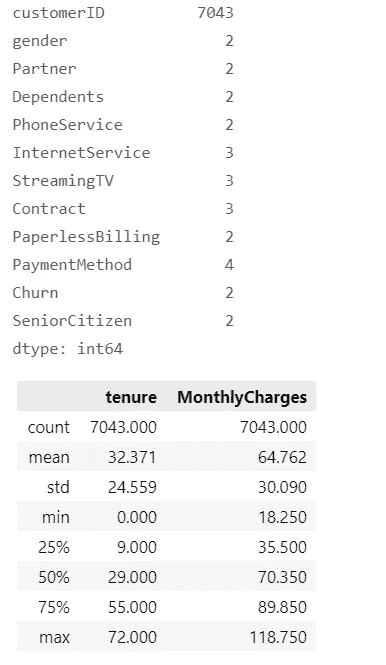 customerID 7043
gender 2
Partner 2
Dependents 2
PhoneService 2
InternetService 3
StreamingTV 3
Contract 3
PaperlessBilling 2
PaymentMethod 4
Churn 2
SeniorCitizen 2
dtype: int64
tenure MonthlyCharges
count 7043.000 7043.000
mean 32.371 64.762
std 24.559 30.090
min 0.000 18.250
25% 9.000 35.500
50% 29.000 70.350
75% 55.000 89.850
max 72.000 118.750